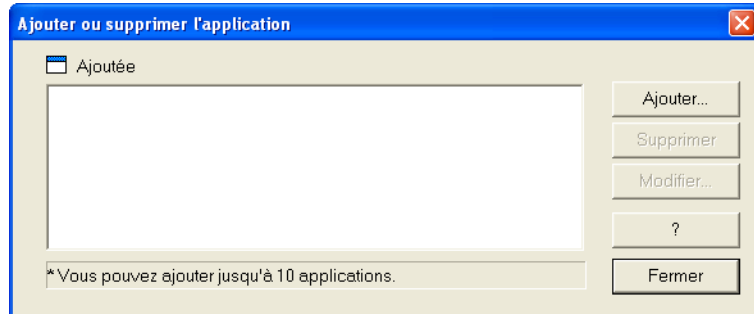 Ajouter ou supprimer l'application
Ajoutée
Ajouter...
Supprimer
Modifier...
?
* Vous pouvez ajouter jusqu'à 10 applications.
Fermer